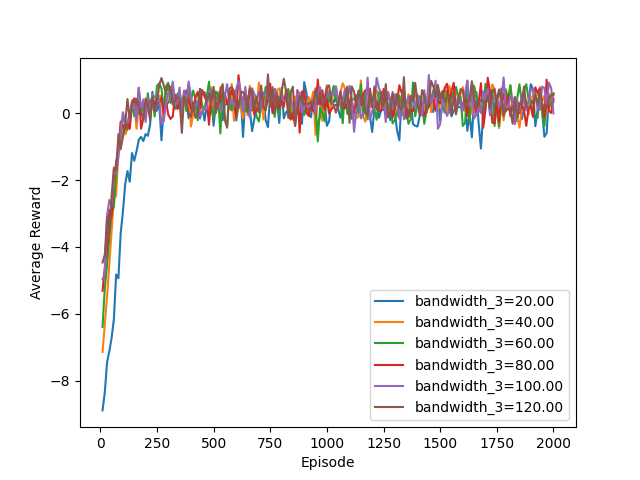 0
−2
−4
−6
−8
Average Reward
0
250
500
750
1000
1250
1500
1750
2000
Episode
bandwidth_3=20.00
bandwidth_3=40.00
bandwidth_3=60.00
bandwidth_3=80.00
bandwidth_3=100.00
bandwidth_3=120.00